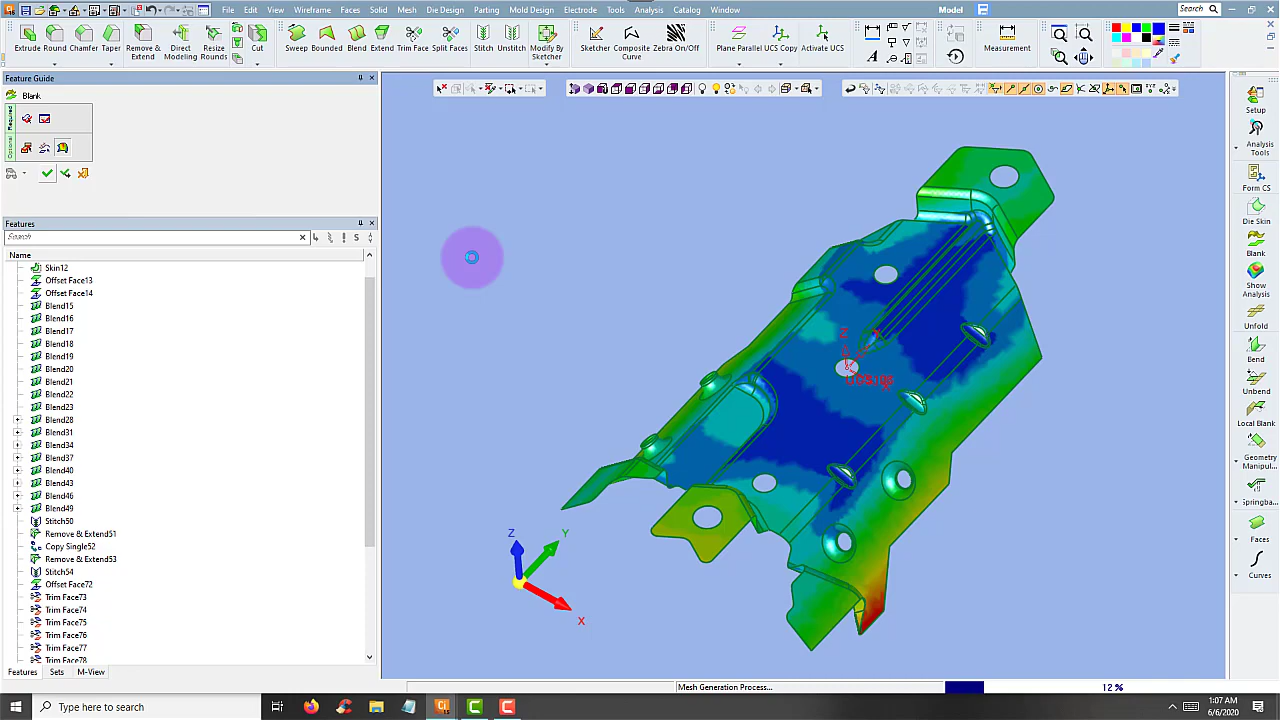 File View Edit Wireframe Faces Solid Mesh Die Design Parting Mold Design Electrode Tools Analysis Catalog Window Model Search
Extrude Round Chamfer Taper Remove & Extend Direct Modeling Resize Rounds Cut Sweep Bounded Blend Extend Trim Split Stitch Unstitch Modify By Sketcher Sketcher Composite Curve Zebra On/Off Plane Parallel UCS Copy Activate UCS Measurement
Feature Guide
Blank
Required
Optional
Features
Search
Name
Skin12
Offset Face13
Offset Face14
Blend15
Blend16
Blend17
Blend18
Blend19
Blend20
Blend21
Blend22
Blend23
Blend28
Blend31
Blend34
Blend37
Blend40
Blend43
Blend46
Blend49
Stitch50
Remove & Extend51
Copy Single52
Remove & Extend53
Stitch54
Offset Face72
Trim Face73
Trim Face74
Trim Face75
Trim Face76
Trim Face77
Trim Face78
Features Sets M-View
Z
Z
Y
X
Setup
Analysis Tools
Form CS
Die Skin
Blank
Show Analysis
Unfold
Bend
Unbend
Local Blank
Geometry Manipul...
Springba...
Faces
Curves
Mesh Generation Process...
12 %
Type here to search
1:07 AM
6/6/2020